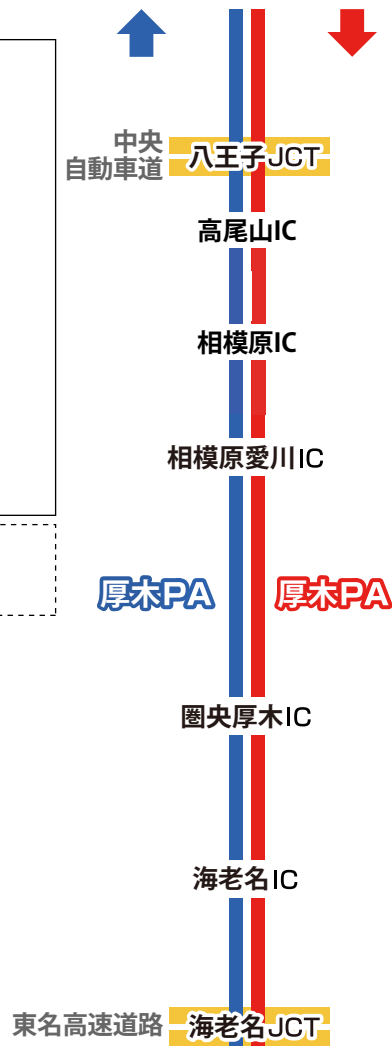 中央
自動車道
八王子JCT
高尾山IC
相模原IC
相模原愛川IC
厚木PA
厚木PA
圏央厚木IC
海老名IC
東名高速道路
海老名JCT